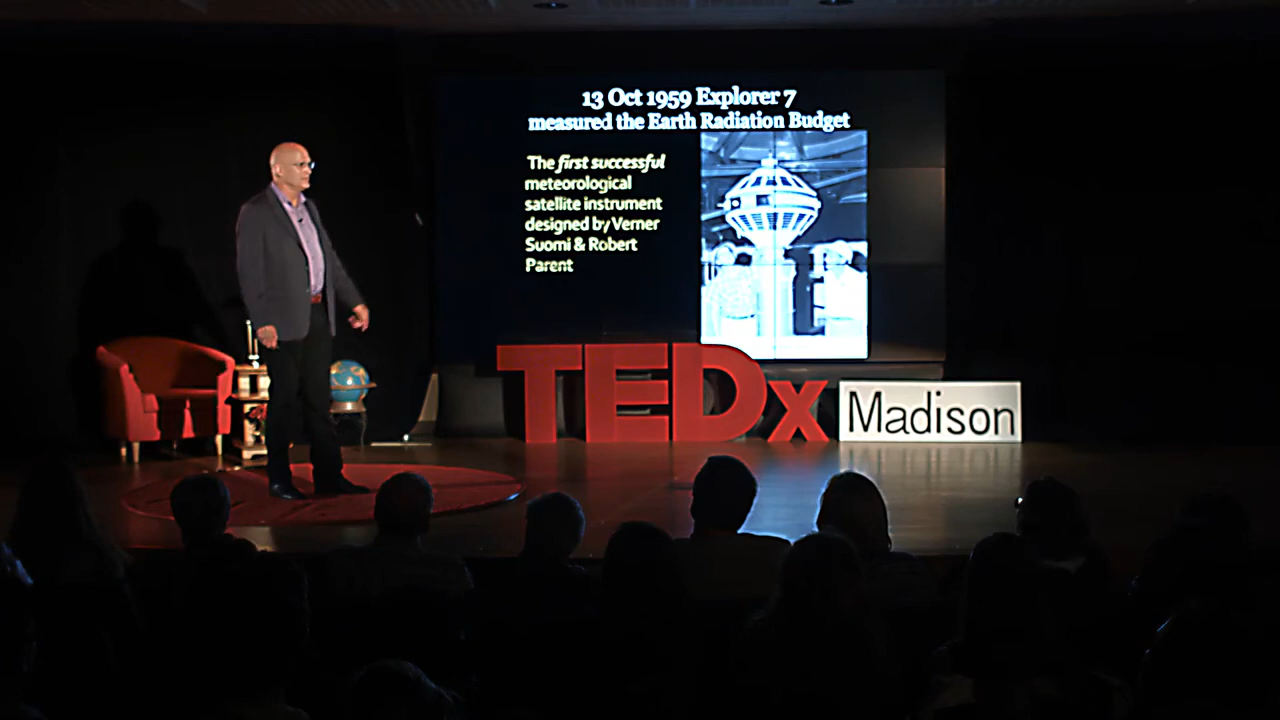 13 Oct 1959 Explorer 7
measured the Earth Radiation Budget
The first successful
meteorological
satellite instrument
designed by Verner
Suomi & Robert
Parent
TEDx
Madison